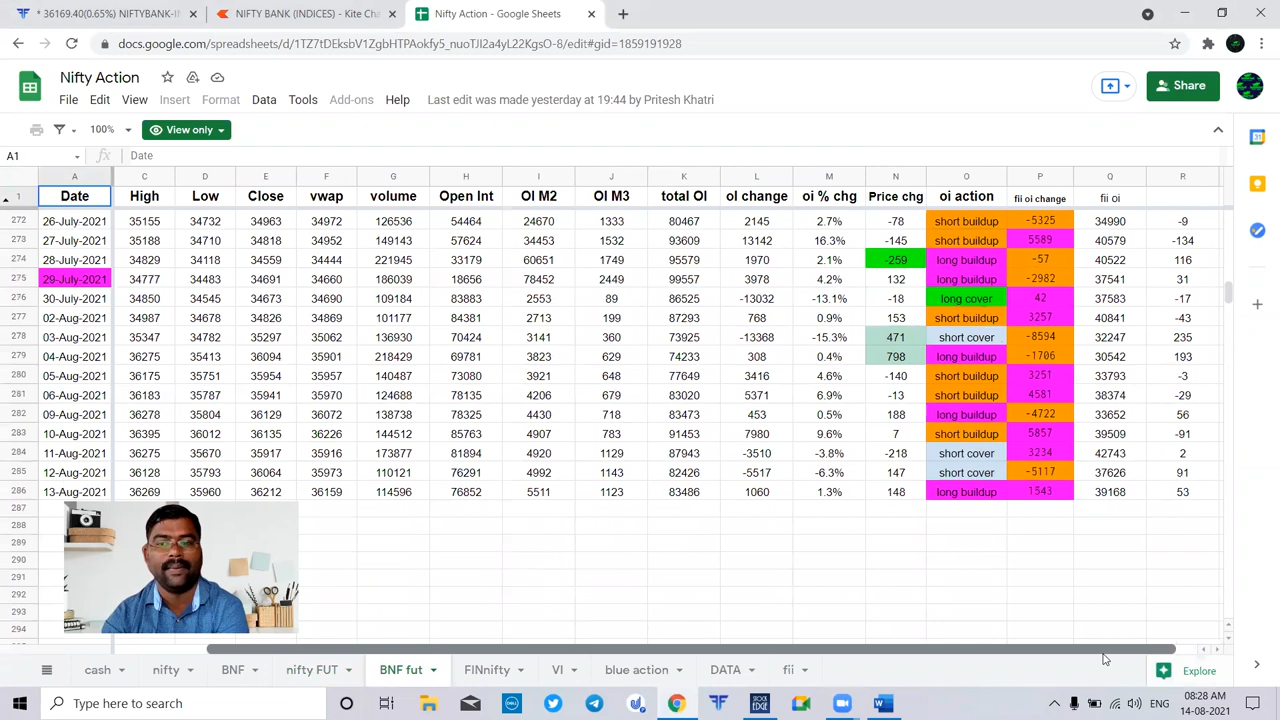 * 36169.40(0.65%) NIFTYBANK-IN
NIFTY BANK (INDICES) - Kite Cha
Nifty Action - Google Sheets
docs.google.com/spreadsheets/d/1TZ7tDEksbV1ZgbHTPAokfy5_nuoTJI2a4yL22KsO-8/edit#gid=1859191928
Nifty Action
File Edit View Insert Format Data Tools Add-ons Help Last edit was made yesterday at 19:44 by Pritesh Khatri
Share
100% View only
A1 fx Date
A C D E F G H I J K L M N O P Q R
1 Date High Low Close vwap volume Open Int OI M2 OI M3 total OI oi change oi % chg Price chg oi action fii oi change fii oi
272 26-July-2021 35155 34732 34963 34972 126536 54464 24670 1333 80467 2145 2.7% -78 short buildup -5325 34990 -9
273 27-July-2021 35188 34710 34818 34952 149143 57624 34453 1532 93609 13142 16.3% -145 short buildup 5589 40579 -134
274 28-July-2021 34829 34118 34559 34444 221945 33179 60651 1749 95579 1970 2.1% -259 long buildup -57 40522 116
275 29-July-2021 34777 34483 34691 34660 186039 18656 78452 2449 99557 3978 4.2% 132 long buildup -2982 37541 31
276 30-July-2021 34850 34545 34673 34690 109184 83883 2553 89 86525 -13032 -13.1% -18 long cover 42 37583 -17
277 02-Aug-2021 34987 34678 34826 34869 101177 84381 2713 199 87293 768 0.9% 153 short buildup 3257 40841 -43
278 03-Aug-2021 35347 34782 35297 35062 136930 70424 3141 360 73925 -13368 -15.3% 471 short cover -8594 32247 235
279 04-Aug-2021 36275 35413 36094 35901 218429 69781 3823 629 74233 308 0.4% 798 long buildup -1706 30542 193
280 05-Aug-2021 36175 35751 35954 35957 140487 73080 3921 648 77649 3416 4.6% -140 short buildup 3251 33793 -3
281 06-Aug-2021 36183 35787 35941 35970 124688 78135 4206 679 83020 5371 6.9% -13 short buildup 4581 38374 -29
282 09-Aug-2021 36278 35804 36129 36072 138738 78325 4430 718 83473 453 0.5% 188 long buildup -4722 33652 56
283 10-Aug-2021 36395 36012 36135 36226 144512 85763 4907 783 91453 7980 9.6% 7 short buildup 5857 39509 -91
284 11-Aug-2021 36275 35670 35917 35915 173877 81894 4920 1129 87943 -3510 -3.8% -218 short cover 3234 42743 2
285 12-Aug-2021 36128 35793 36064 35973 110121 76291 4992 1143 82426 -5517 -6.3% 147 short cover -5117 37626 91
286 13-Aug-2021 36269 35960 36212 36159 114596 76852 5511 1123 83486 1060 1.3% 148 long buildup 1543 39168 53
287
288
289
290
291
292
293
294
cash nifty BNF nifty FUT BNF fut FINnifty VI blue action DATA fii Explore
Type here to search
ENG
08:28 AM
14-08-2021